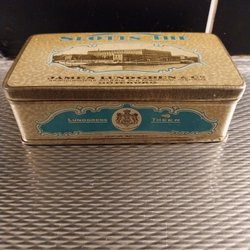 SLOTTS THE
JAMES LUNDGREN & Co
GÖTEBORG
LUNDGRENS THEER